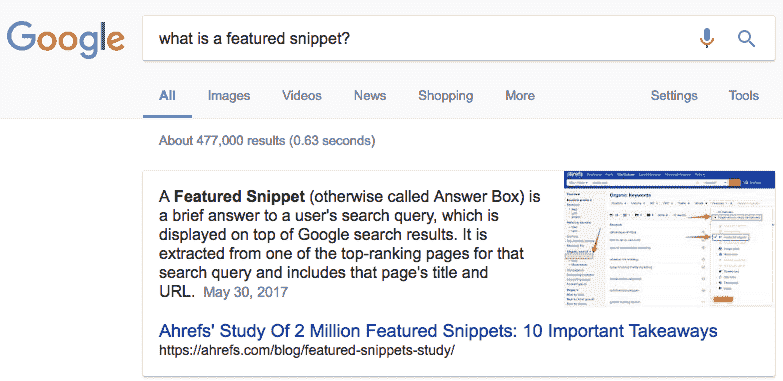 Google
what is a featured snippet?
All Images Videos News Shopping More Settings Tools
About 477,000 results (0.63 seconds)
A Featured Snippet (otherwise called Answer Box) is
a brief answer to a user's search query, which is
displayed on top of Google search results. It is
extracted from one of the top-ranking pages for that
search query and includes that page's title and
URL. May 30, 2017
ahrefs
Organic Keywords
Ahrefs' Study Of 2 Million Featured Snippets: 10 Important Takeaways
https://ahrefs.com/blog/featured-snippets-study/